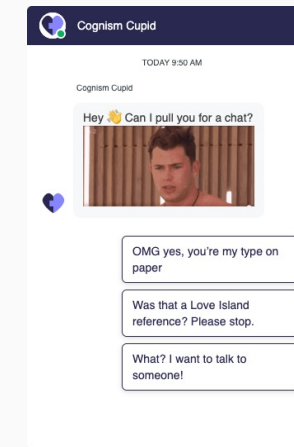 Cognism Cupid
TODAY 9:50 AM
Cognism Cupid
Hey 👋 Can I pull you for a chat?
OMG yes, you're my type on
paper
Was that a Love Island
reference? Please stop.
What? I want to talk to
someone!